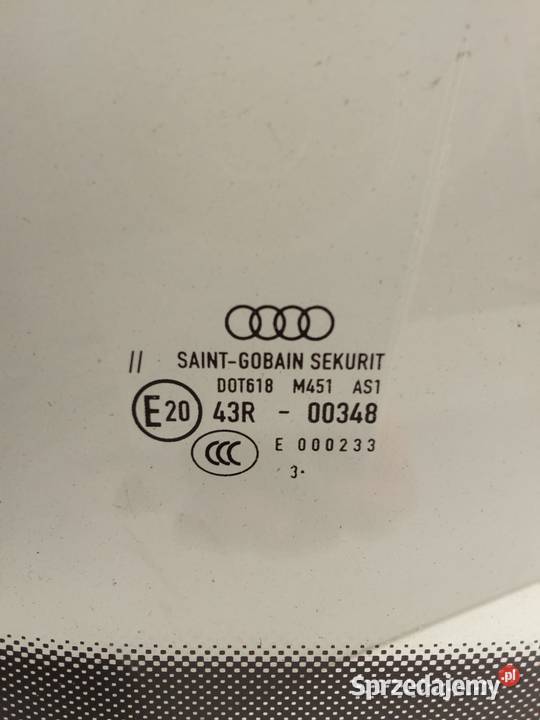 // SAINT-GOBAIN SEKURIT
DOT618 M451 AS1
E20 43R - 00348
CCC E 000233
3·
Sprzedajemy.pl